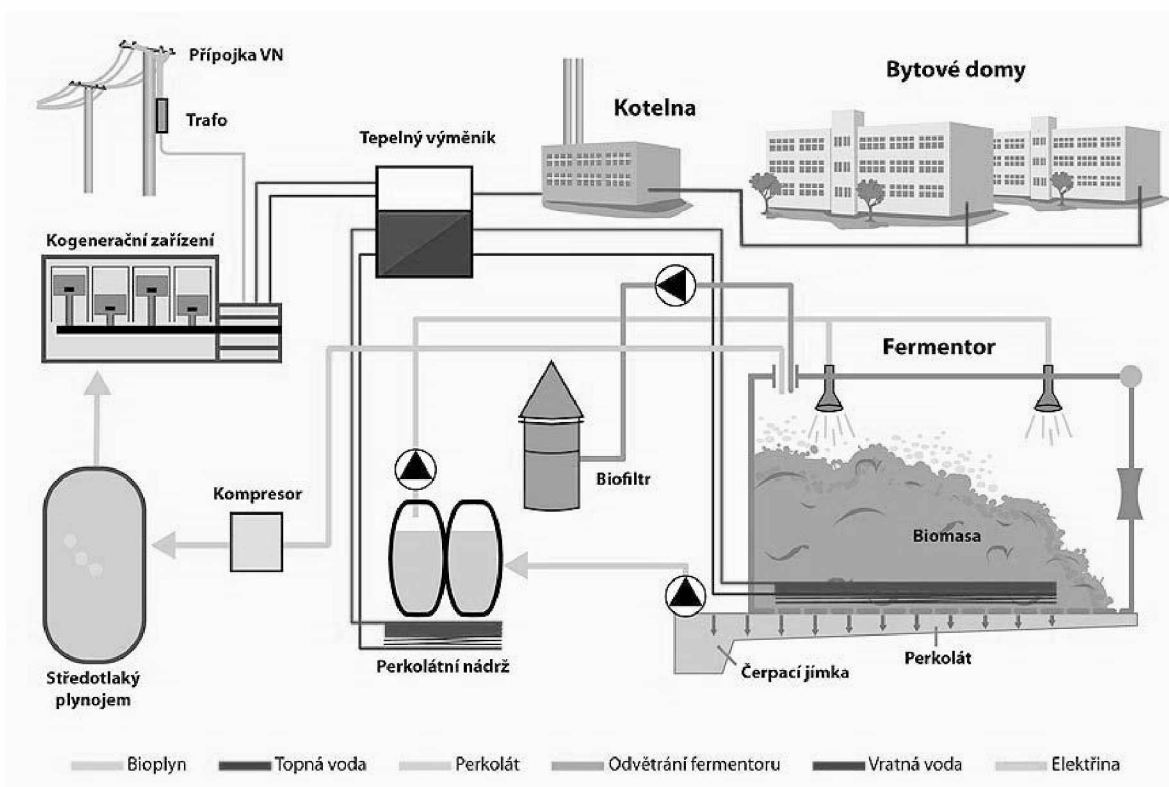 Přípojka VN
Trafo
Tepelný výměník
Kotelna
Bytové domy
Kogenerační zařízení
Fermentor
Kompresor
Biofiltr
Biomasa
Středotlaký
plynojem
Perkolátní nádrž
Čerpací jímka
Perkolát
Bioplyn
Topná voda
Perkolát
Odvětrání fermentoru
Vratná voda
Elektřina